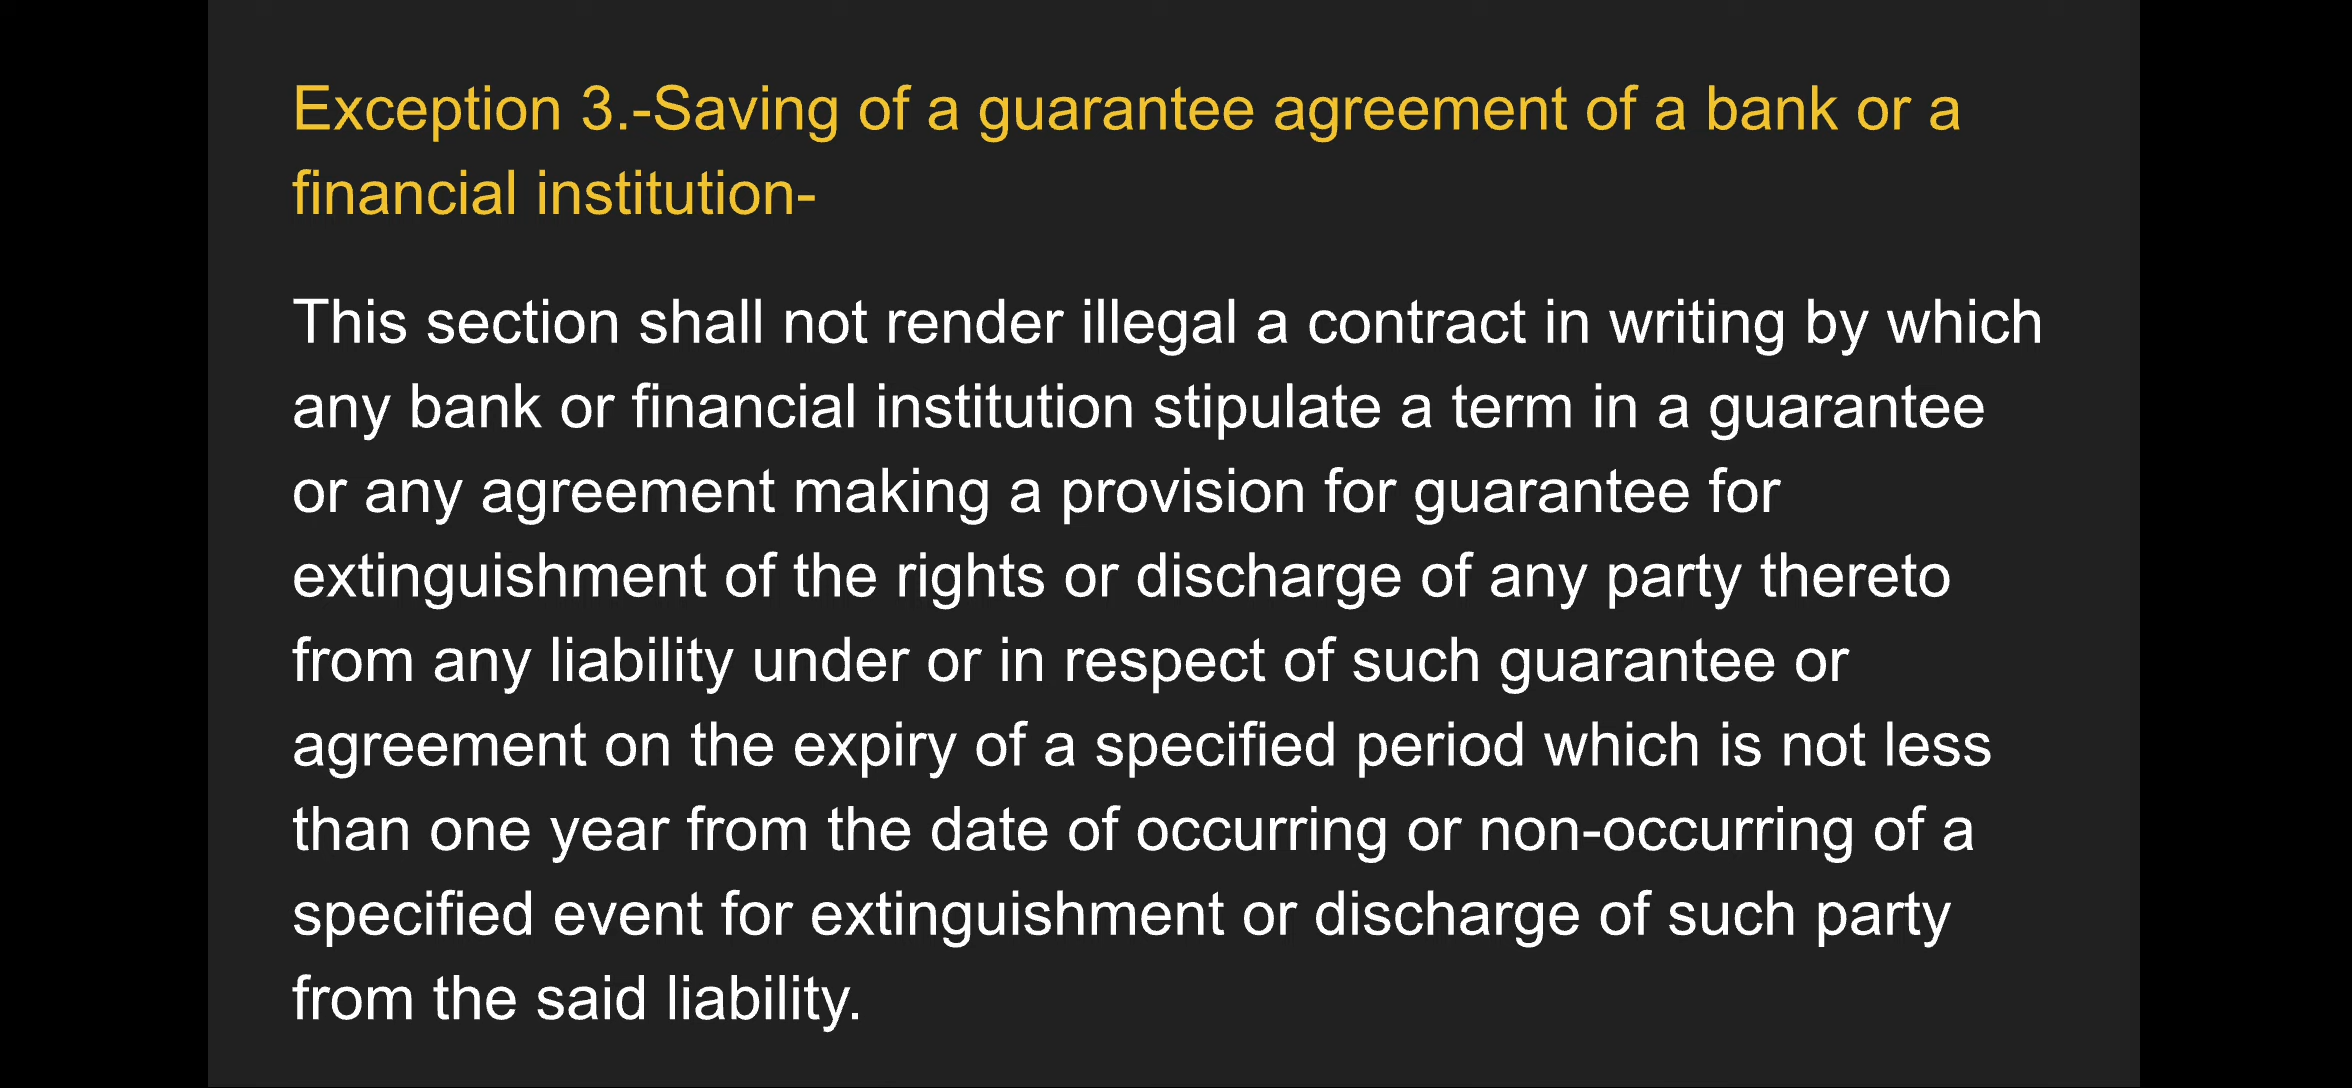 Exception 3.-Saving of a guarantee agreement of a bank or a
financial institution-
This section shall not render illegal a contract in writing by which
any bank or financial institution stipulate a term in a guarantee
or any agreement making a provision for guarantee for
extinguishment of the rights or discharge of any party thereto
from any liability under or in respect of such guarantee or
agreement on the expiry of a specified period which is not less
than one year from the date of occurring or non-occurring of a
specified event for extinguishment or discharge of such party
from the said liability.